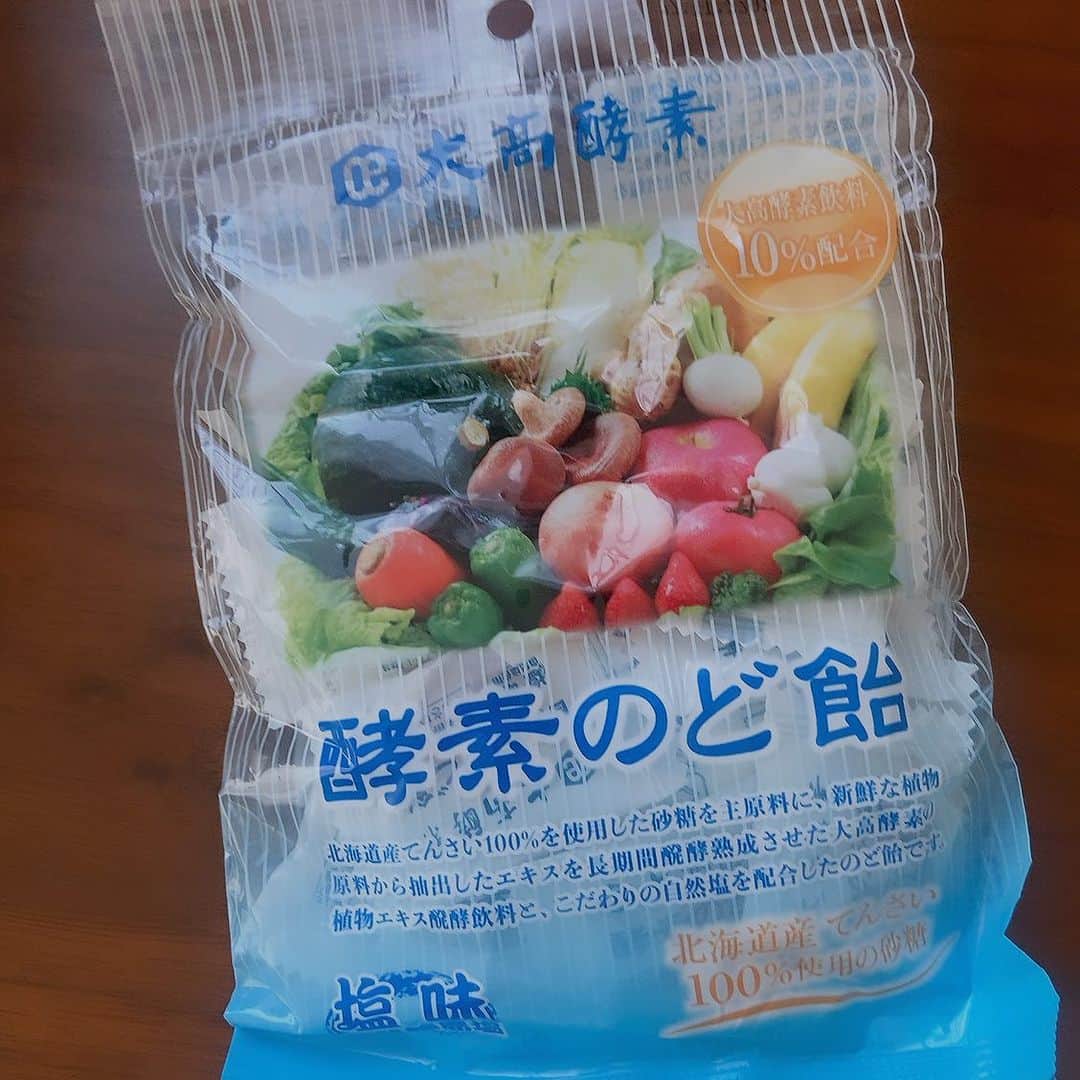 大高酵素
大高酵素飲料
10%配合
酵素のど飴
北海道産てんさい100%を使用した砂糖を主原料に、新鮮な植物
原料から抽出したエキスを長期間醗酵熟成させた大高酵素の
植物エキス醗酵飲料と、こだわりの自然塩を配合したのど飴です。
北海道産 てんさい
100%使用の砂糖
塩味